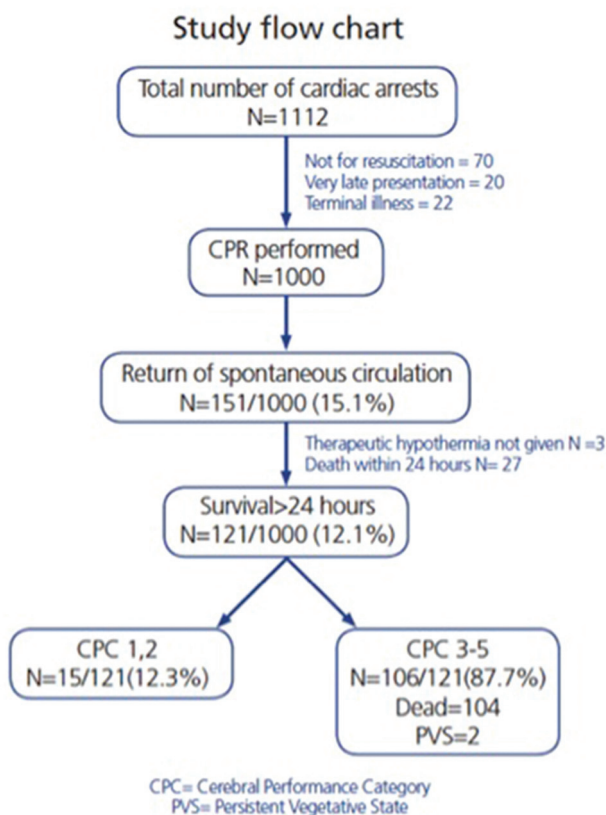 Study flow chart
Total number of cardiac arrests
N=1112
Not for resuscitation = 70
Very late presentation = 20
Terminal illness = 22
CPR performed
N=1000
Return of spontaneous circulation
N=151/1000 (15.1%)
Therapeutic hypothermia not given N =3
Death within 24 hours N= 27
Survival>24 hours
N=121/1000 (12.1%)
CPC 1,2
N=15/121(12.3%)
CPC 3-5
N=106/121(87.7%)
Dead=104
PVS=2
CPC= Cerebral Performance Category
PVS= Persistent Vegetative State